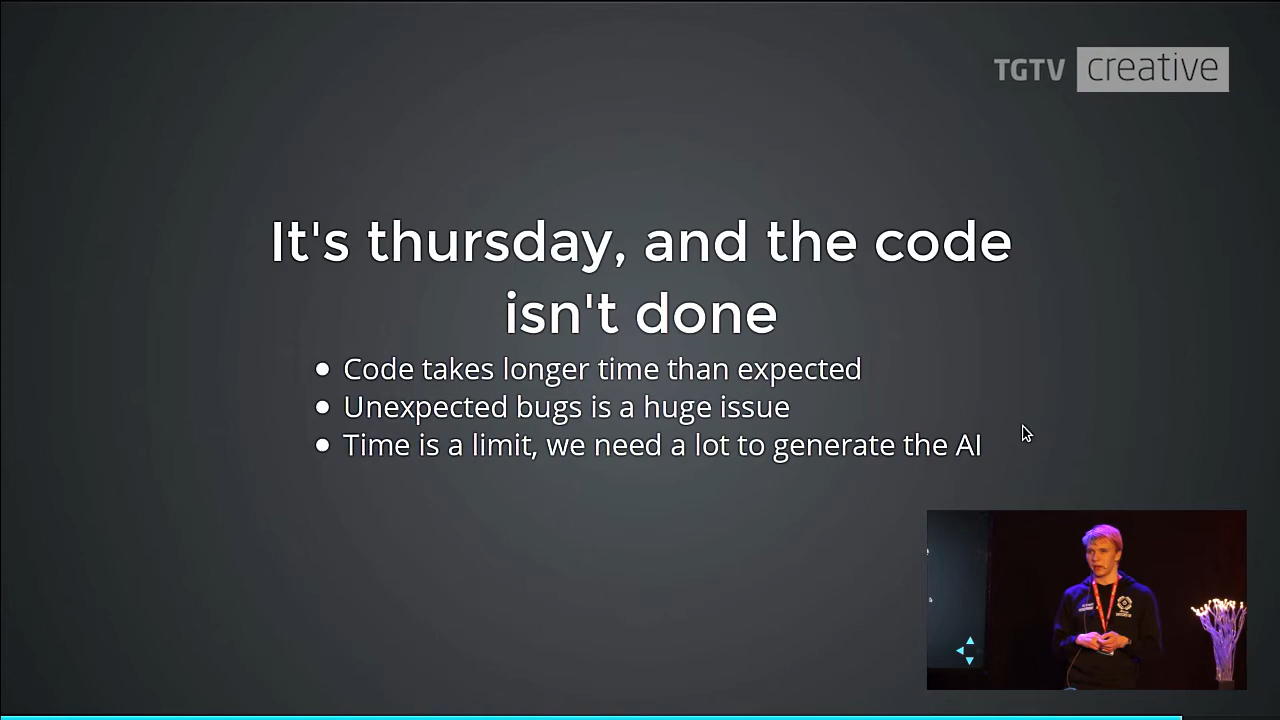 TGTV creative
It's thursday, and the code
isn't done
Code takes longer time than expected
Unexpected bugs is a huge issue
Time is a limit, we need a lot to generate the AI